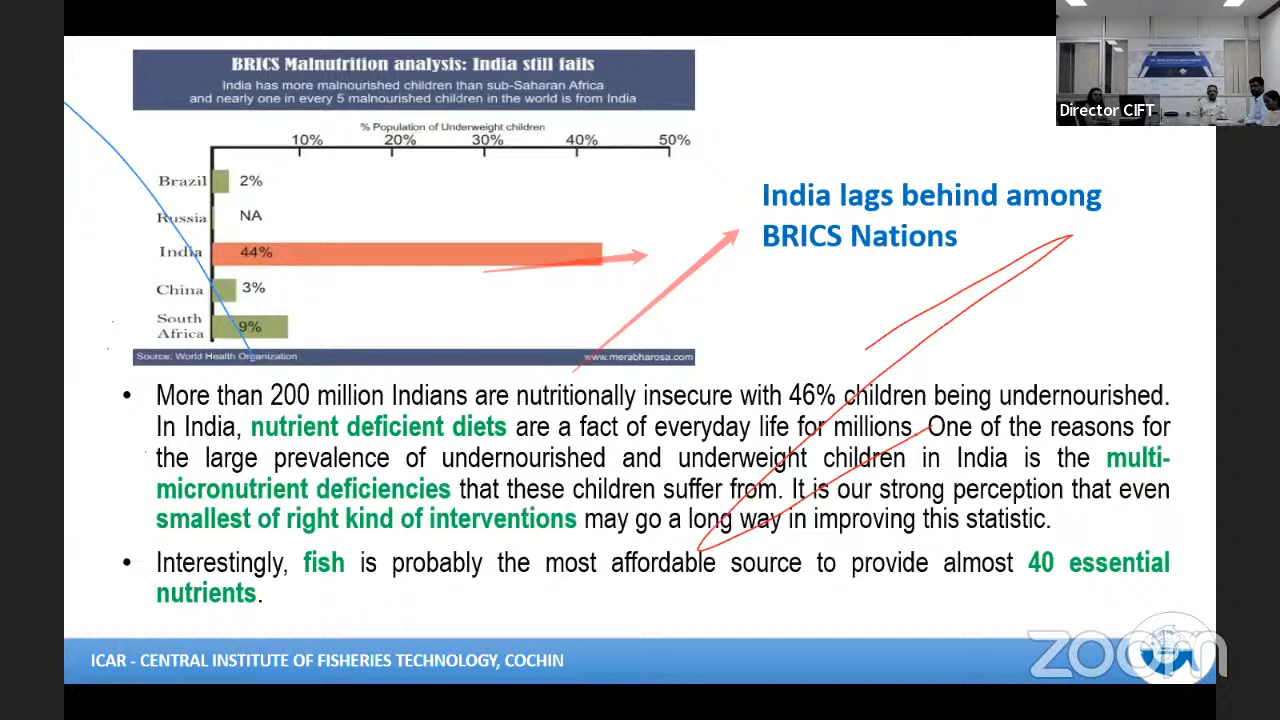 BRICS Malnutrition analysis: India still fails
India has more malnourished children than sub-Saharan Africa
and nearly one in every 5 malnourished children in the world is from India
% Population of Underweight children
10% 20% 30% 40% 50%
Brazil 2%
Russia NA
India 44%
China 3%
South
Africa 9%
Source: World Health Organization www.merabharosa.com
Director CIFT
India lags behind among
BRICS Nations
• More than 200 million Indians are nutritionally insecure with 46% children being undernourished.
In India, nutrient deficient diets are a fact of everyday life for millions. One of the reasons for
the large prevalence of undernourished and underweight children in India is the multi-
micronutrient deficiencies that these children suffer from. It is our strong perception that even
smallest of right kind of interventions may go a long way in improving this statistic.
• Interestingly, fish is probably the most affordable source to provide almost 40 essential
nutrients.
ICAR - CENTRAL INSTITUTE OF FISHERIES TECHNOLOGY, COCHIN
zoom